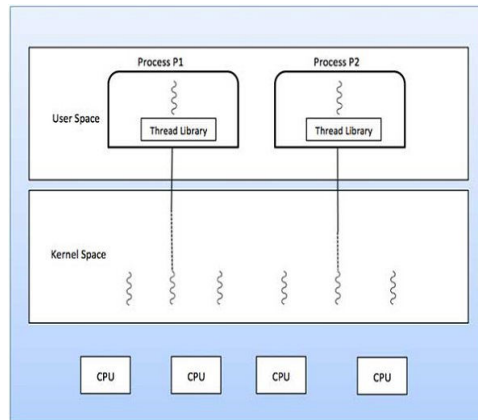 Process P1
Process P2
User Space
Thread Library
Thread Library
Kernel Space
CPU
CPU
CPU
CPU